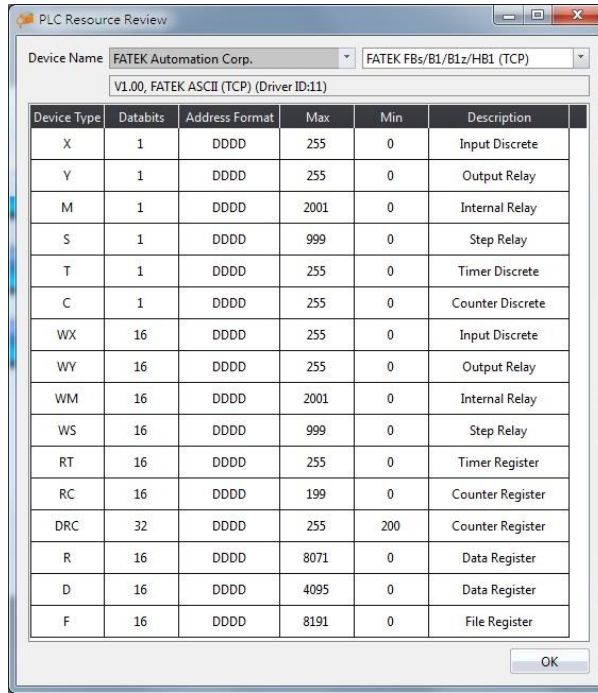 PLC Resource Review
Device Name FATEK Automation Corp. FATEK FBs/B1/B1z/HB1 (TCP)
V1.00, FATEK ASCII (TCP) (Driver ID:11)
Device Type Databits Address Format Max Min Description
X 1 DDDD 255 0 Input Discrete
Y 1 DDDD 255 0 Output Relay
M 1 DDDD 2001 0 Internal Relay
S 1 DDDD 999 0 Step Relay
T 1 DDDD 255 0 Timer Discrete
C 1 DDDD 255 0 Counter Discrete
WX 16 DDDD 255 0 Input Discrete
WY 16 DDDD 255 0 Output Relay
WM 16 DDDD 2001 0 Internal Relay
WS 16 DDDD 999 0 Step Relay
RT 16 DDDD 255 0 Timer Register
RC 16 DDDD 199 0 Counter Register
DRC 32 DDDD 255 200 Counter Register
R 16 DDDD 8071 0 Data Register
D 16 DDDD 4095 0 Data Register
F 16 DDDD 8191 0 File Register
OK